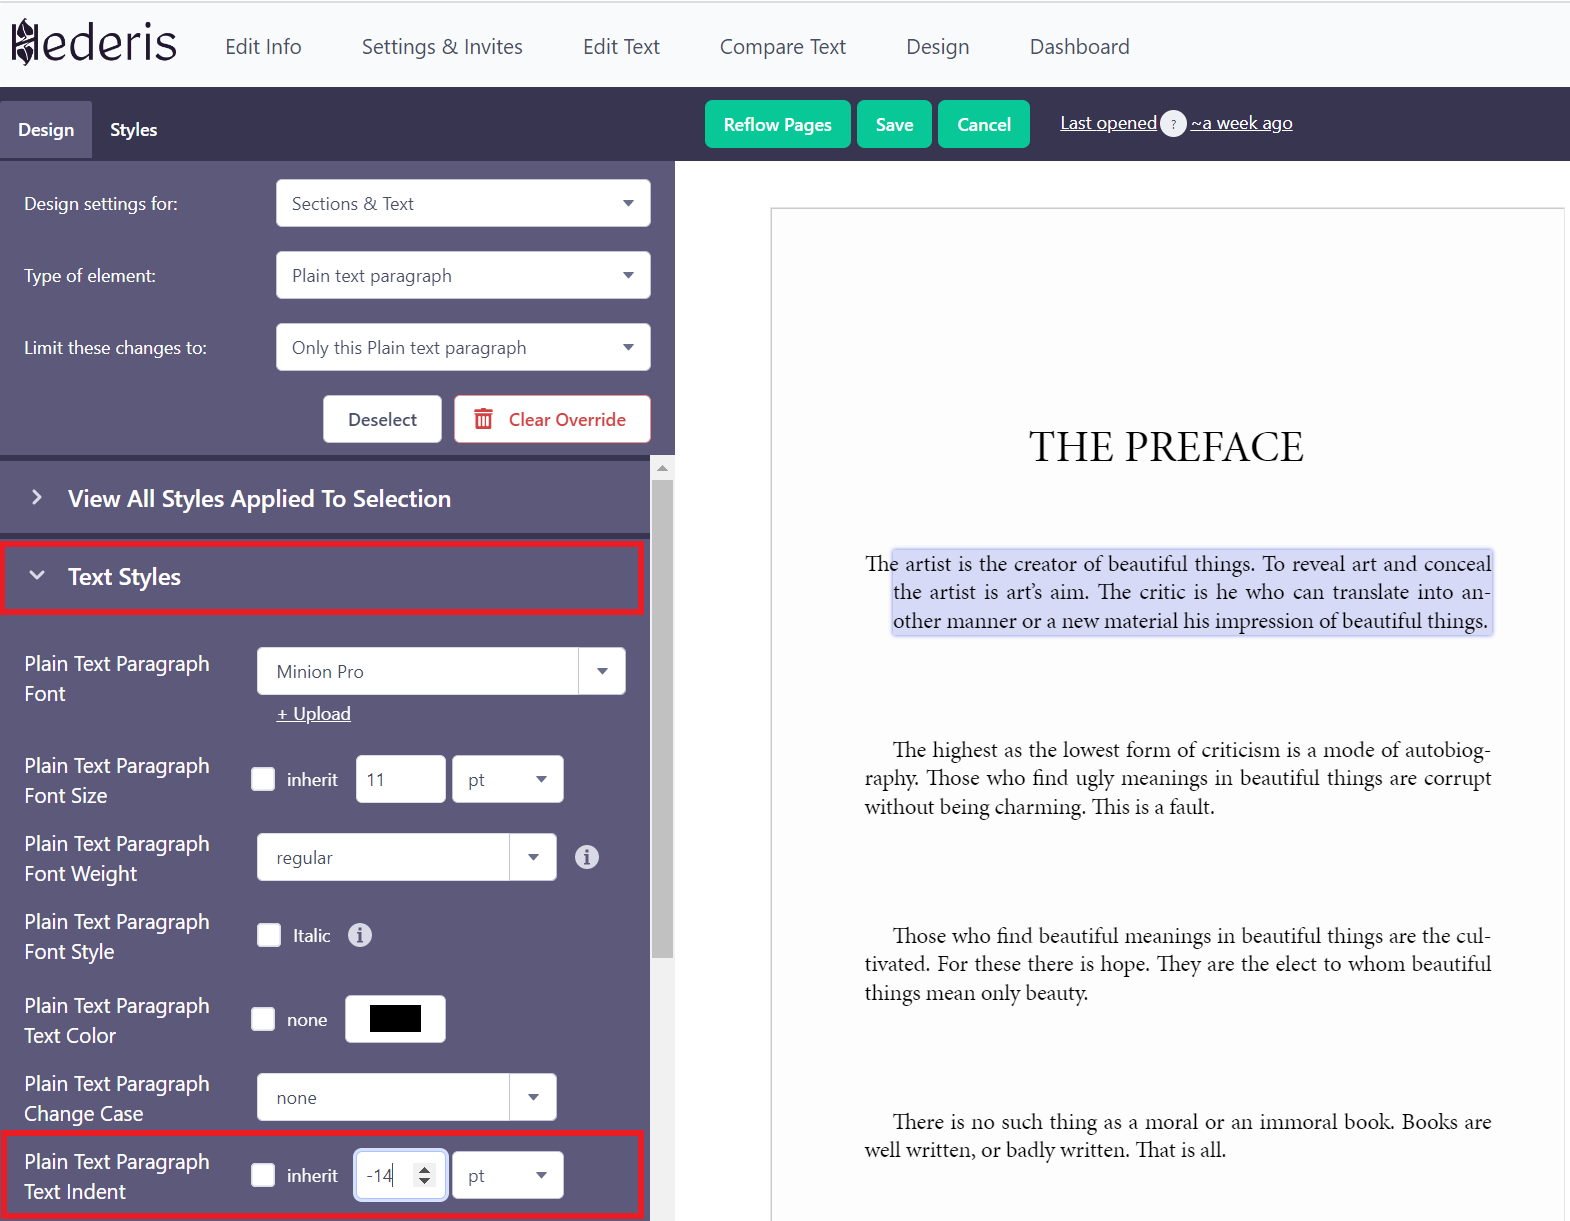 Hederis
Edit Info
Settings & Invites
Edit Text
Compare Text
Design
Dashboard
Design
Styles
Reflow Pages
Save
Cancel
Last opened ? ~a week ago
Design settings for:
Sections & Text
Type of element:
Plain text paragraph
Limit these changes to:
Only this Plain text paragraph
Deselect
Clear Override
View All Styles Applied To Selection
Text Styles
Plain Text Paragraph
Font
Minion Pro
+ Upload
Plain Text Paragraph
Font Size
inherit
11
pt
Plain Text Paragraph
Font Weight
regular
i
Plain Text Paragraph
Font Style
Italic
i
Plain Text Paragraph
Text Color
none
Plain Text Paragraph
Change Case
none
Plain Text Paragraph
Text Indent
inherit
-14
pt
THE PREFACE
The artist is the creator of beautiful things. To reveal art and conceal
the artist is art’s aim. The critic is he who can translate into an-
other manner or a new material his impression of beautiful things.
The highest as the lowest form of criticism is a mode of autobiog-
raphy. Those who find ugly meanings in beautiful things are corrupt
without being charming. This is a fault.
Those who find beautiful meanings in beautiful things are the cul-
tivated. For these there is hope. They are the elect to whom beautiful
things mean only beauty.
There is no such thing as a moral or an immoral book. Books are
well written, or badly written. That is all.